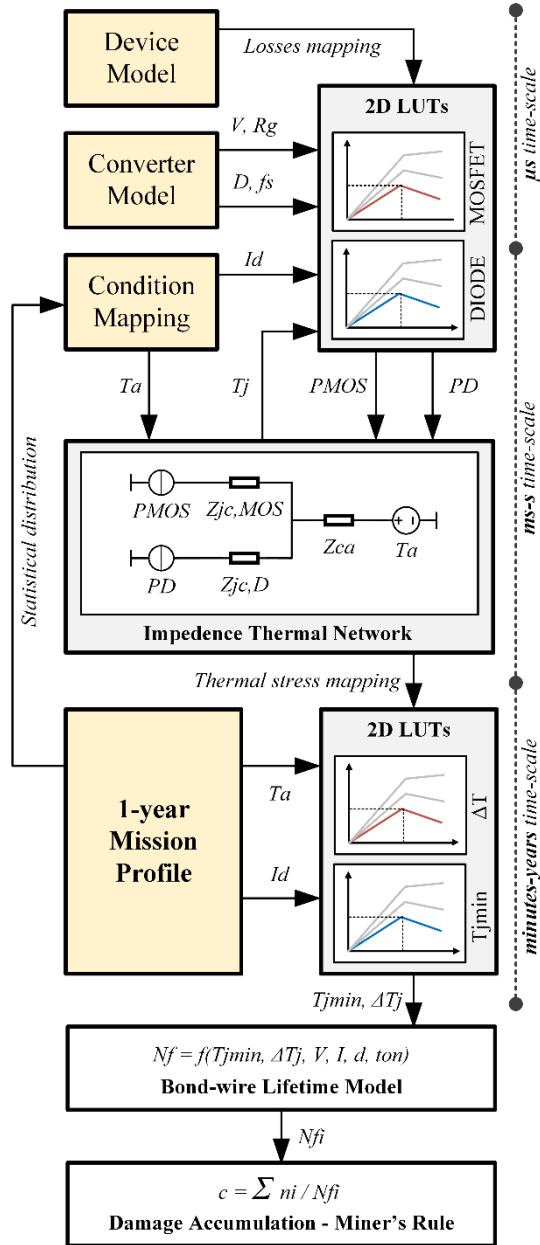 Device
Model
Losses mapping
2D LUTs
V, Rg
Converter
Model
D, fs
MOSFET
Id
Condition
Mapping
DIODE
Ta
Tj
PMOS
PD
PMOS
Zjc,MOS
Zca
Ta
PD
Zjc,D
Impedence Thermal Network
Statistical distribution
Thermal stress mapping
2D LUTs
1-year
Mission
Profile
Ta
ΔT
Id
Tjmin
Tjmin, ΔTj
Nf = f(Tjmin, ΔTj, V, I, d, ton)
Bond-wire Lifetime Model
Nfi
c = Σ ni / Nfi
Damage Accumulation - Miner's Rule
μs time-scale
ms-s time-scale
minutes-years time-scale